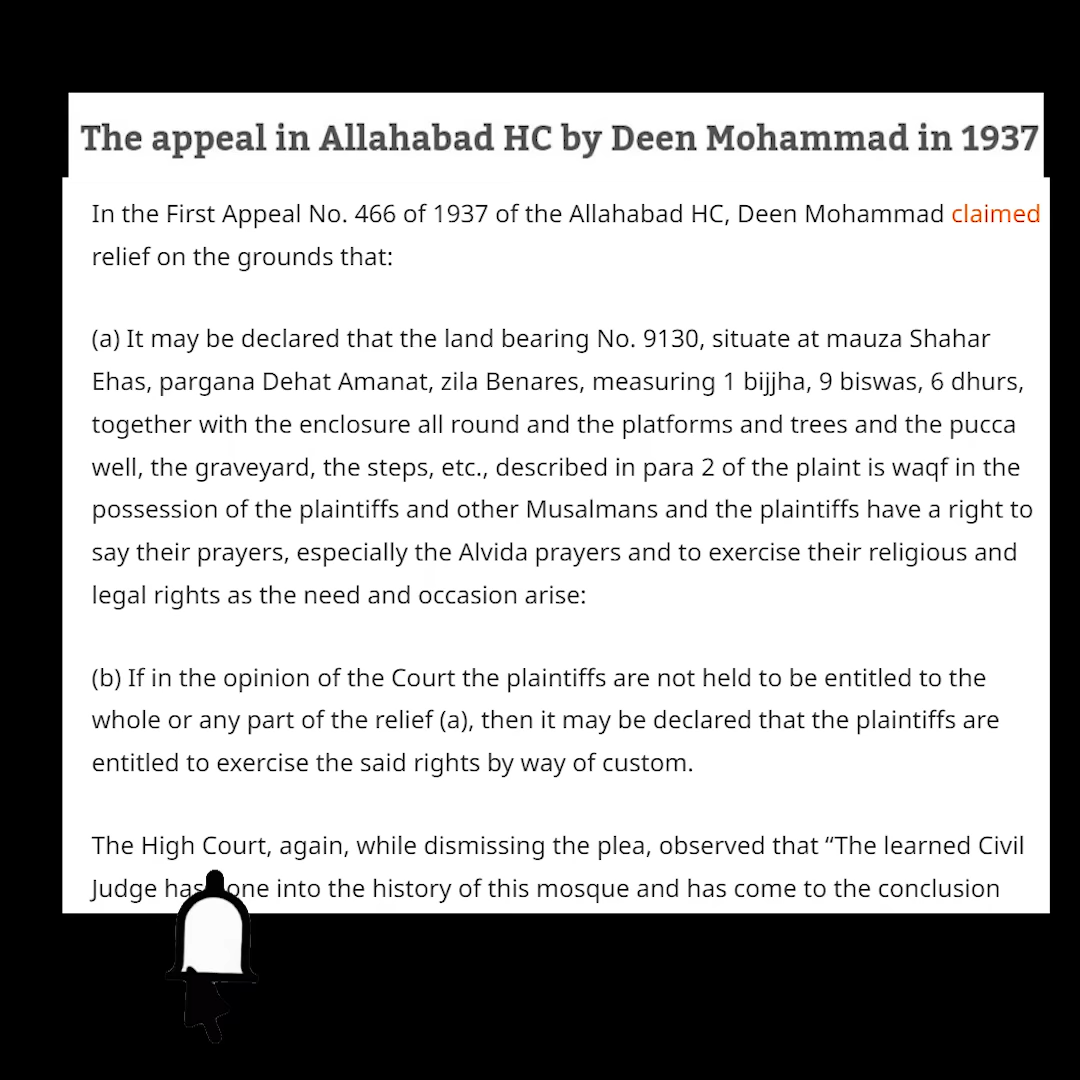 The appeal in Allahabad HC by Deen Mohammad in 1937
In the First Appeal No. 466 of 1937 of the Allahabad HC, Deen Mohammad claimed
relief on the grounds that:
(a) It may be declared that the land bearing No. 9130, situate at mauza Shahar
Ehas, pargana Dehat Amanat, zila Benares, measuring 1 bijjha, 9 biswas, 6 dhurs,
together with the enclosure all round and the platforms and trees and the pucca
well, the graveyard, the steps, etc., described in para 2 of the plaint is waqf in the
possession of the plaintiffs and other Musalmans and the plaintiffs have a right to
say their prayers, especially the Alvida prayers and to exercise their religious and
legal rights as the need and occasion arise:
(b) If in the opinion of the Court the plaintiffs are not held to be entitled to the
whole or any part of the relief (a), then it may be declared that the plaintiffs are
entitled to exercise the said rights by way of custom.
The High Court, again, while dismissing the plea, observed that “The learned Civil
Judge has into the history of this mosque and has come to the conclusion